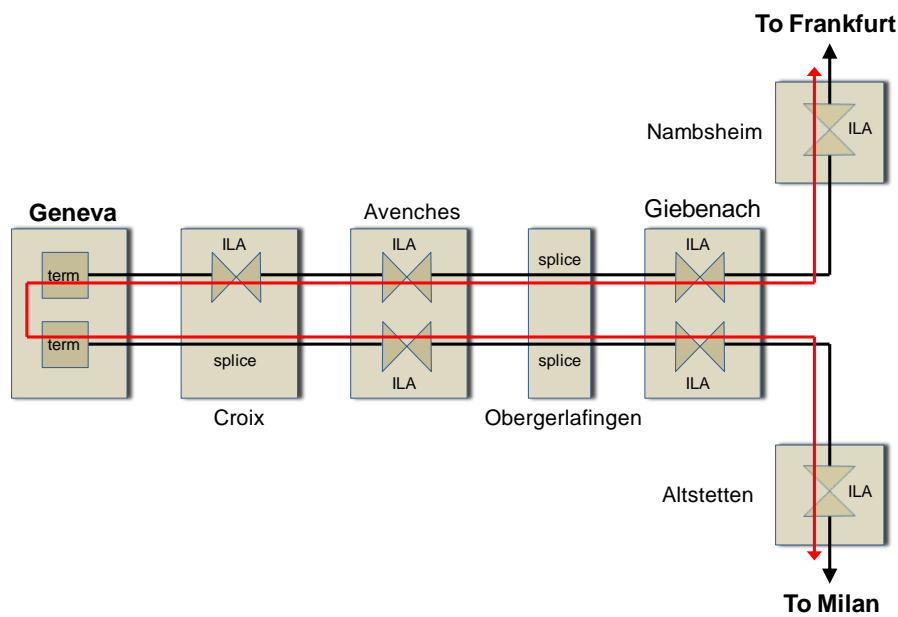 To Frankfurt
Nambsheim
ILA
Geneva
Avenches
Giebenach
ILA
ILA
ILA
term
splice
term
splice
splice
ILA
ILA
Croix
Obergerlafingen
Altstetten
ILA
To Milan